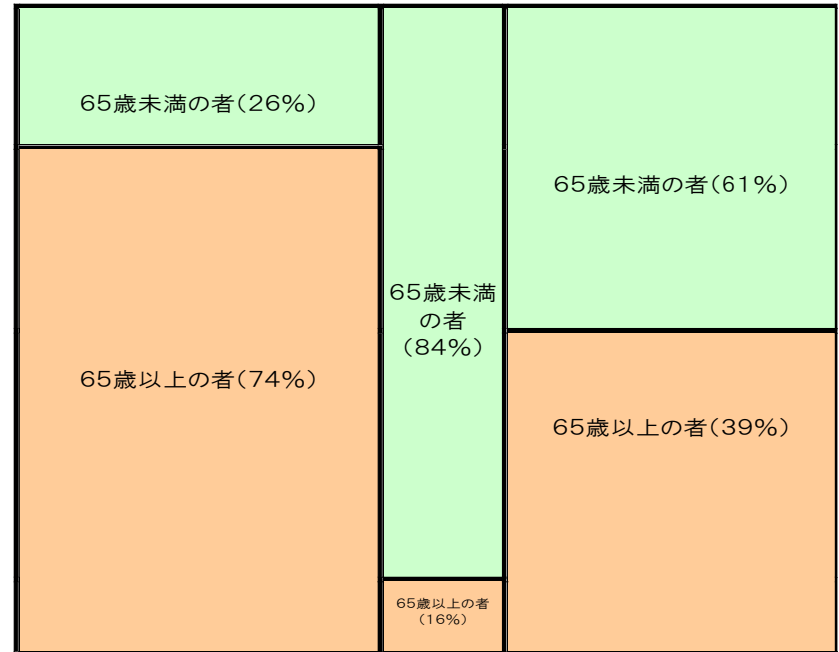 65歳未満の者(26%)
65歳以上の者(74%)
65歳未満
の者
(84%)
65歳以上の者
(16%)
65歳未満の者(61%)
65歳以上の者(39%)